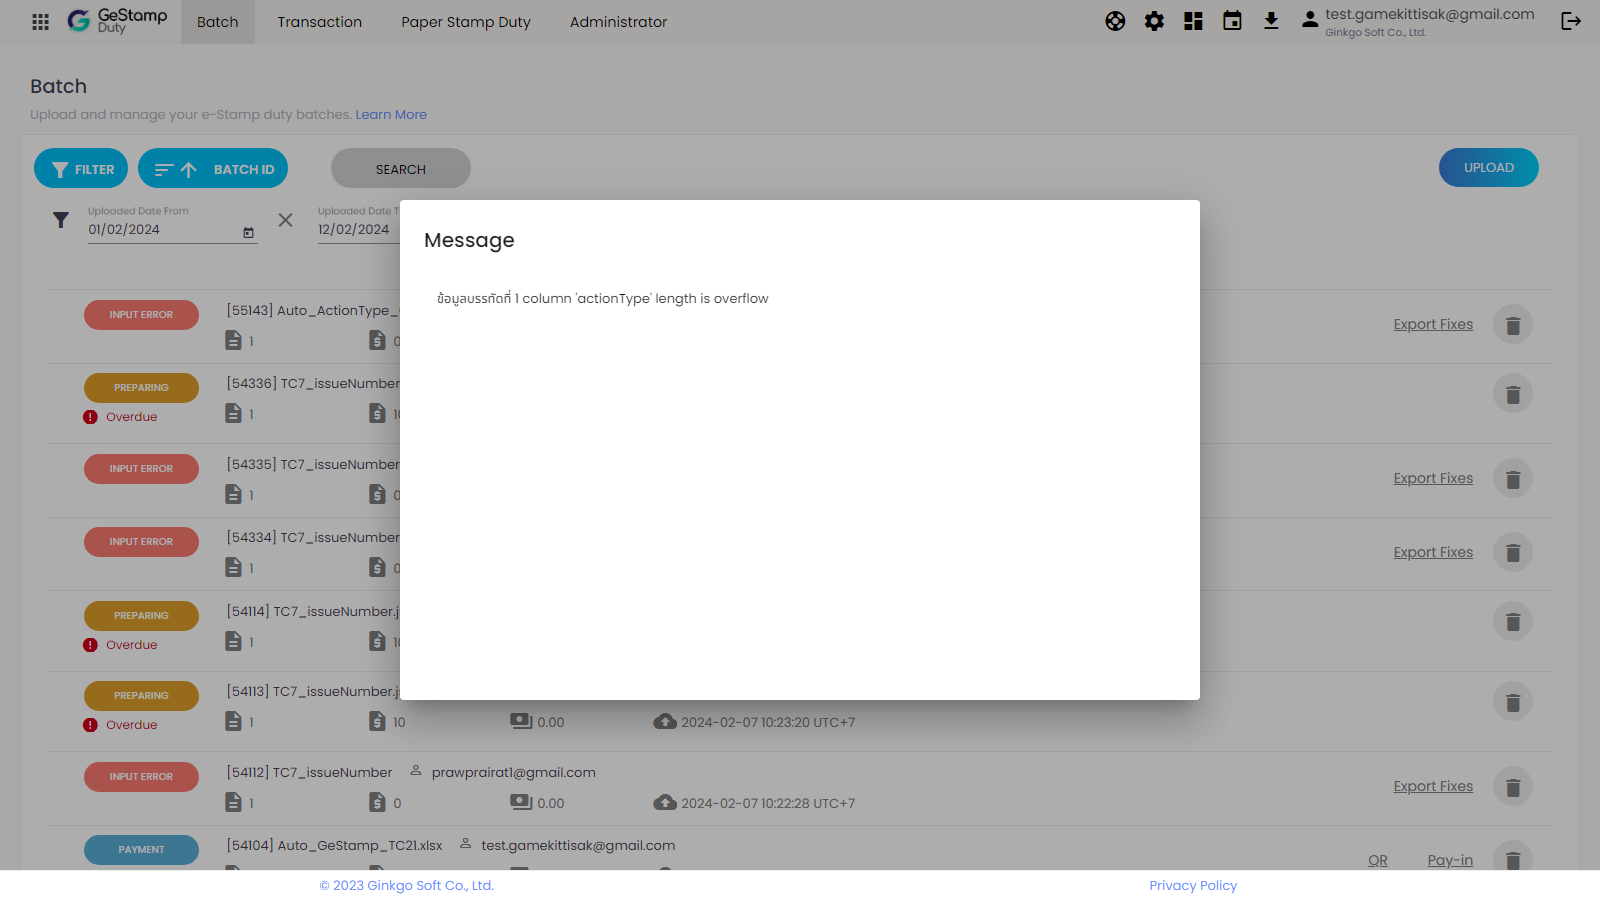 GeStamp
Duty
Batch
Transaction
Paper Stamp Duty
Administrator
test.gamekittisak@gmail.com
Ginkgo Soft Co., Ltd.
Batch
Upload and manage your e-Stamp duty batches. Learn More
FILTER
BATCH ID
SEARCH
UPLOAD
Uploaded Date From
01/02/2024
Uploaded Date T
12/02/2024
Message
ข้อมูลบรรทัดที่ 1 column 'actionType' length is overflow
INPUT ERROR
[55143] Auto_ActionType_
1
0
Export Fixes
PREPARING
Overdue
[54336] TC7_issueNumber
1
10
INPUT ERROR
[54335] TC7_issueNumber
1
0
Export Fixes
INPUT ERROR
[54334] TC7_issueNumber
1
0
Export Fixes
PREPARING
Overdue
[54114] TC7_issueNumber.j
1
10
PREPARING
Overdue
[54113] TC7_issueNumber.j
1
10
0.00
2024-02-07 10:23:20 UTC+7
INPUT ERROR
[54112] TC7_issueNumber
prawprairat1@gmail.com
1
0
0.00
2024-02-07 10:22:28 UTC+7
Export Fixes
PAYMENT
[54104] Auto_GeStamp_TC21.xlsx
test.gamekittisak@gmail.com
QR
Pay-in
© 2023 Ginkgo Soft Co., Ltd.
Privacy Policy